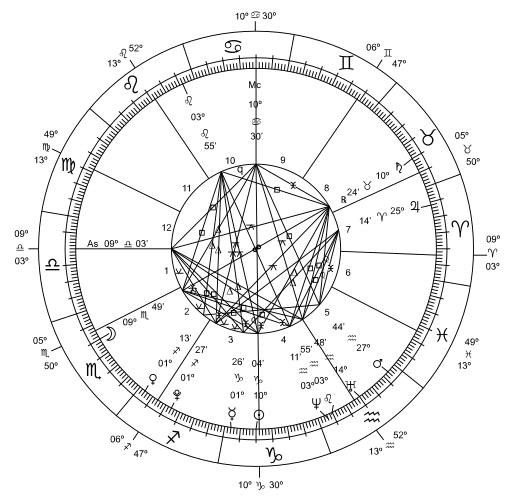 10º ♋ 30º
♌ 52º
13º
06º ♊
47º
♋
♊
♌
♉
♍
♈
♎
♓
♏
♒
♐
♑
49º
♍
13º
05º
♉
50º
09º
♎
03º
09º
♈
03º
05º
♏
50º
49º
♓
13º
06º
♐
47º
52º
13º ♒
10º ♑ 30º
Mc
10º
♋
30'
☊
03º
♌
55'
♄
10º
♉
24'
℞
♃
25º
♈
14'
As 09º ♎ 03'
☽
09º ♏ 49'
♀
01º
♐
13'
♇
01º
♐
27'
☿
01º
♑
26'
☉
10º
♑
04'
♆
03º
♒
11'
☋
03º
♒
55'
♅
14º
♒
48'
♂
27º
♒
44'
10
9
11
8
12
7
1
6
2
5
3
4
q